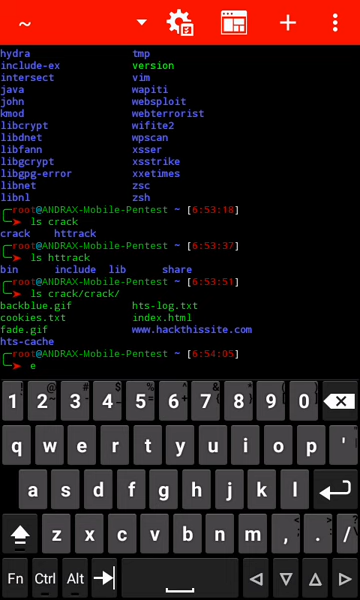 ~
hydra tmp
include-ex version
intersect vim
java wapiti
john websploit
kmod webterrorist
libcrypt wifite2
libdnet wpscan
libfann xsser
libgcrypt xsstrike
libgpg-error xxetimes
libnet zsc
libnl zsh
root@ANDRAX-Mobile-Pentest ~ [6:53:18]
ls crack
crack httrack
root@ANDRAX-Mobile-Pentest ~ [6:53:37]
ls httrack
bin include lib share
root@ANDRAX-Mobile-Pentest ~ [6:53:51]
ls crack/crack/
backblue.gif hts-log.txt
cookies.txt index.html
fade.gif www.hackthissite.com
hts-cache
root@ANDRAX-Mobile-Pentest ~ [6:54:05]
e
1 2 3 4 5 6 7 8 9 0
q w e r t y u i o p '
a s d f g h j k l
z x c v b n m , . /
Fn Ctrl Alt